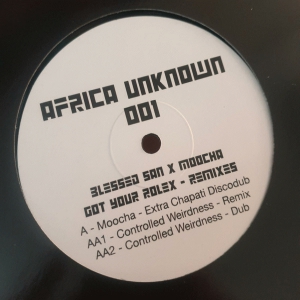 AFRICA UNKNOWN
001
BLESSED SAN X MOOCHA
GOT YOUR ROLEX - REMIXES
A - Moocha - Extra Chapati Discodub
AA1 - Controlled Weirdness - Remix
AA2 - Controlled Weirdness - Dub